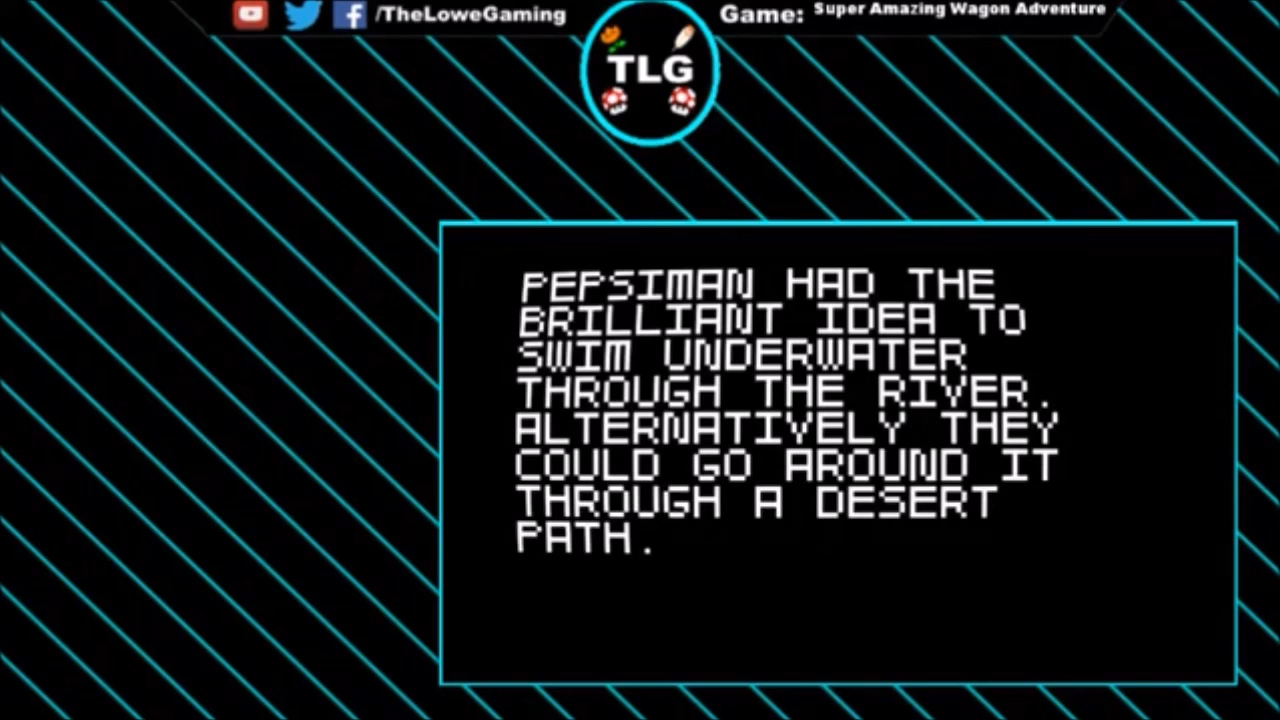 /TheLoweGaming
Game: Super Amazing Wagon Adventure
TLG
PEPSIMAN HAD THE
BRILLIANT IDEA TO
SWIM UNDERWATER
THROUGH THE RIVER.
ALTERNATIVELY THEY
COULD GO AROUND IT
THROUGH A DESERT
PATH.